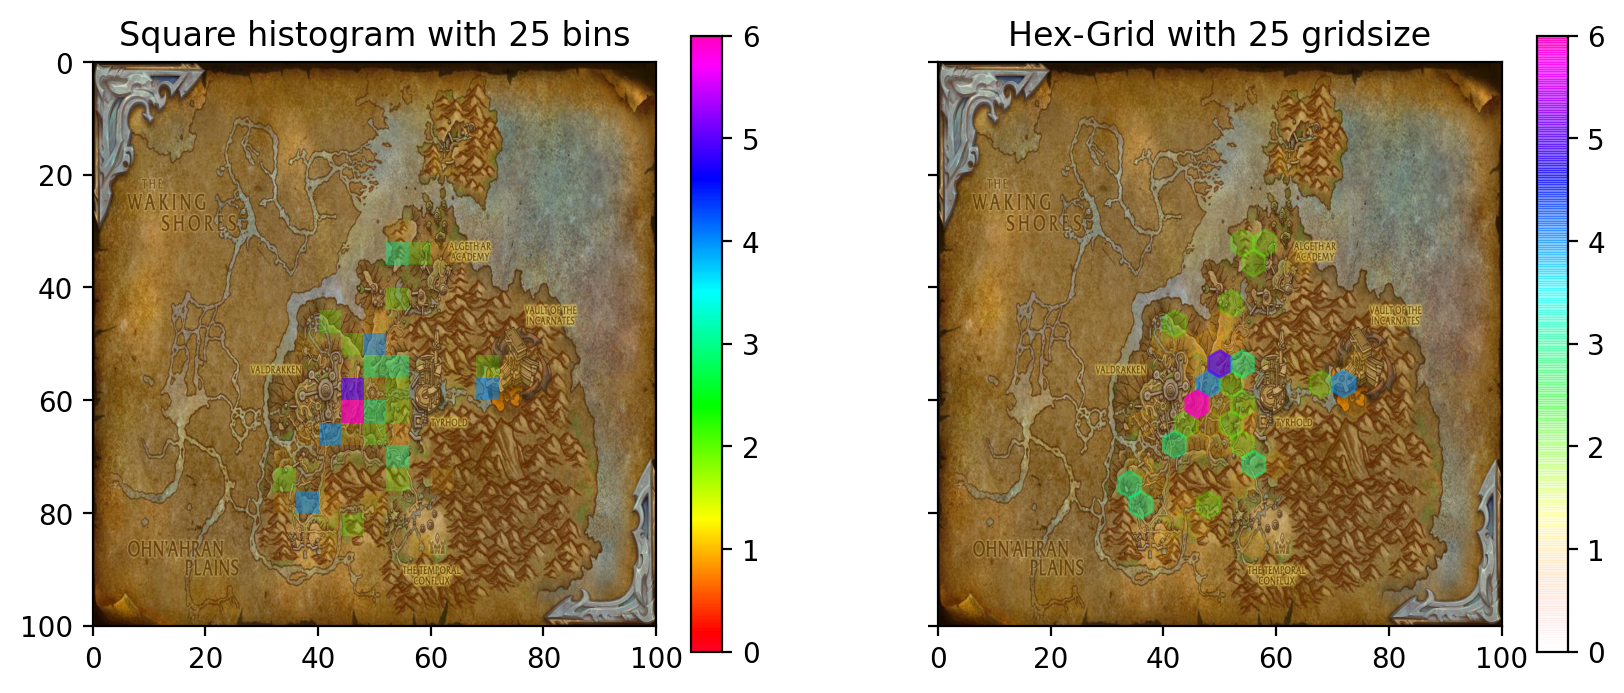 Square histogram with 25 bins
0
20
40
60
80
100
0 20 40 60 80 100
THE
WAKING
SHORES
ALGETH'AR
ACADEMY
VAULT OF THE
INCARNATES
VALDRAKKEN
TYRHOLD
OHN'AHRAN
PLAINS
THE TEMPORAL
CONFLUX
6
5
4
3
2
1
0
Hex-Grid with 25 gridsize
THE
WAKING
SHORES
ALGETH'AR
ACADEMY
VAULT OF THE
INCARNATES
VALDRAKKEN
TYRHOLD
OHN'AHRAN
PLAINS
THE TEMPORAL
CONFLUX
0 20 40 60 80 100
6
5
4
3
2
1
0